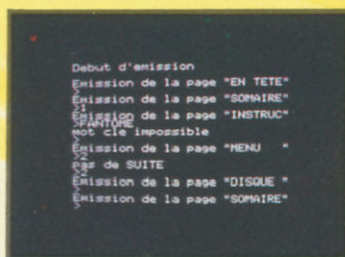 Debut d'emission
Emission de la page "EN TETE"
>
Emission de la page "SOMAIRE"
>1
Emission de la page "INSTRUC"
>FANTOME
mot cle impossible
Emission de la page "MENU   "
>2
pas de SUITE
>2
Emission de la page "DISQUE "
>
Emission de la page "SOMAIRE"
>